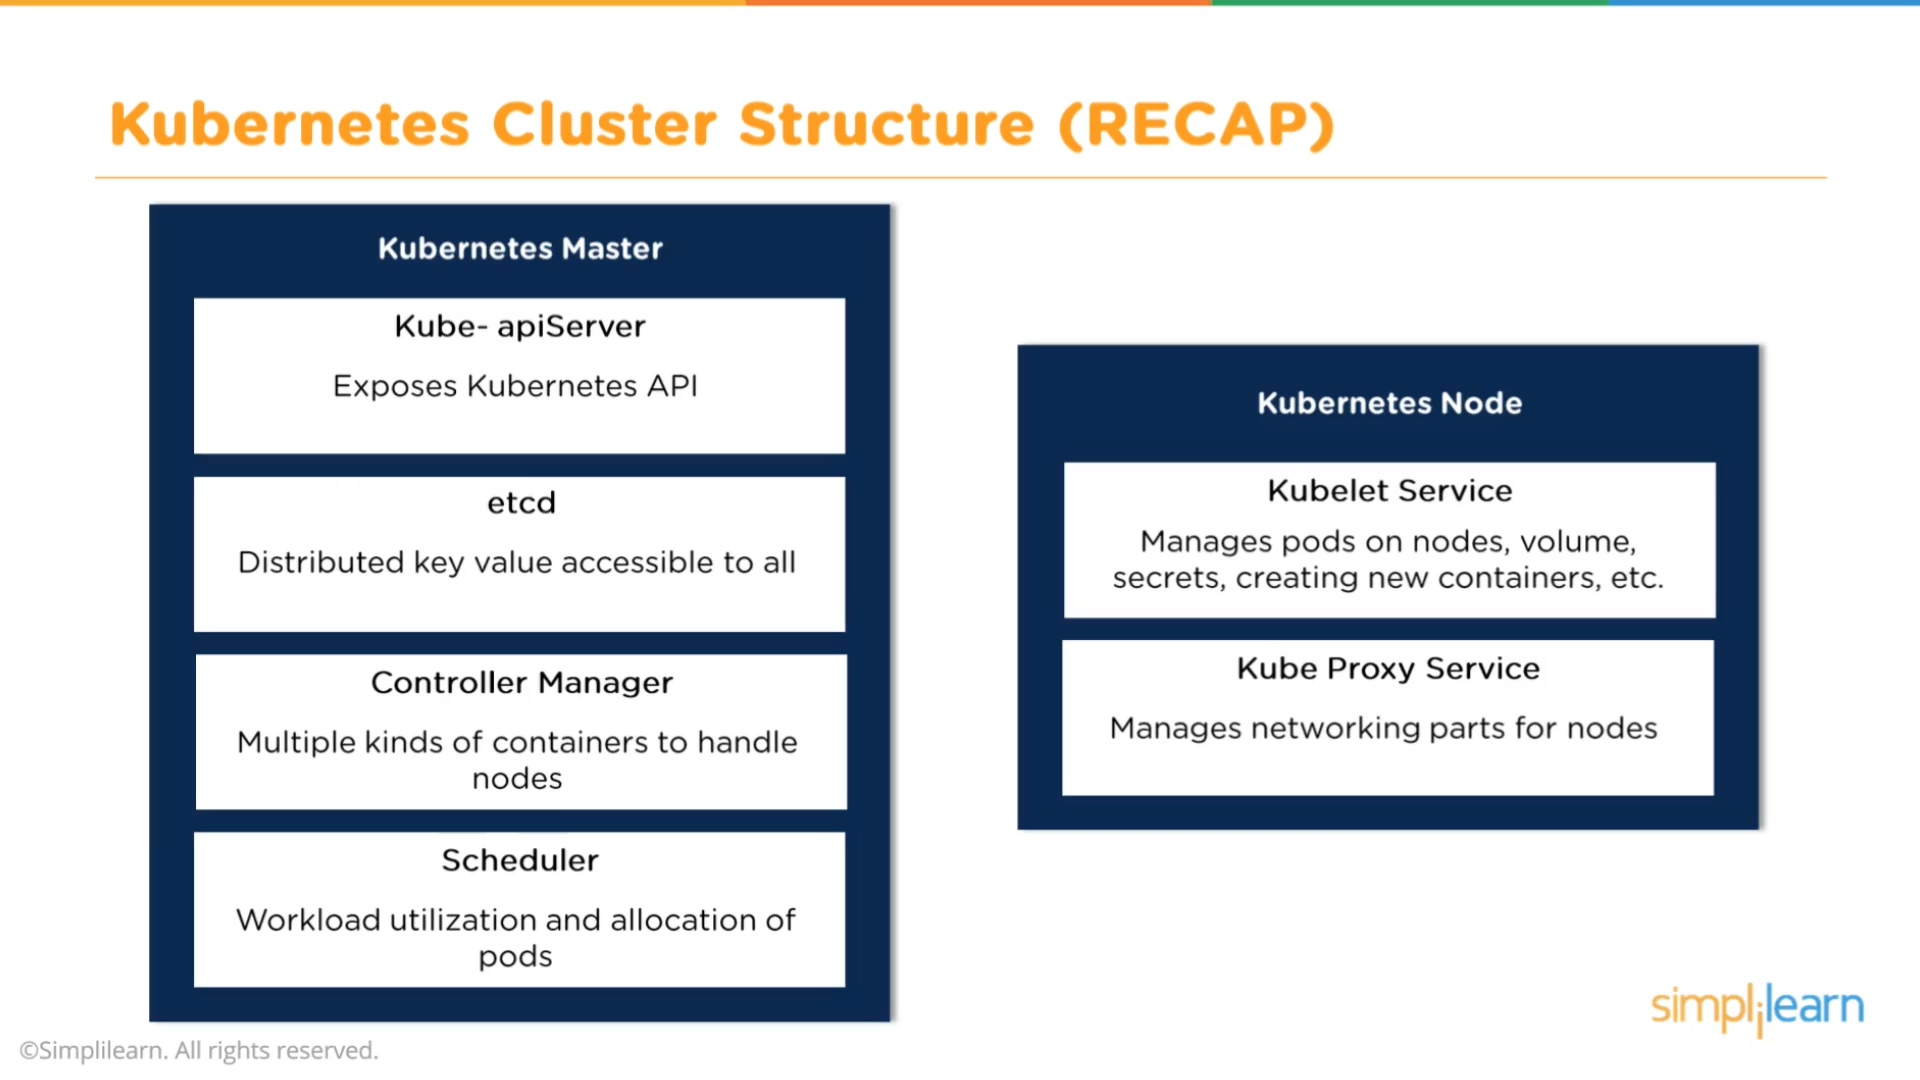 Kubernetes Cluster Structure (RECAP)
Kubernetes Master
Kube- apiServer
Exposes Kubernetes API
etcd
Distributed key value accessible to all
Controller Manager
Multiple kinds of containers to handle
nodes
Scheduler
Workload utilization and allocation of
pods
Kubernetes Node
Kubelet Service
Manages pods on nodes, volume,
secrets, creating new containers, etc.
Kube Proxy Service
Manages networking parts for nodes
simplilearn
©Simplilearn. All rights reserved.